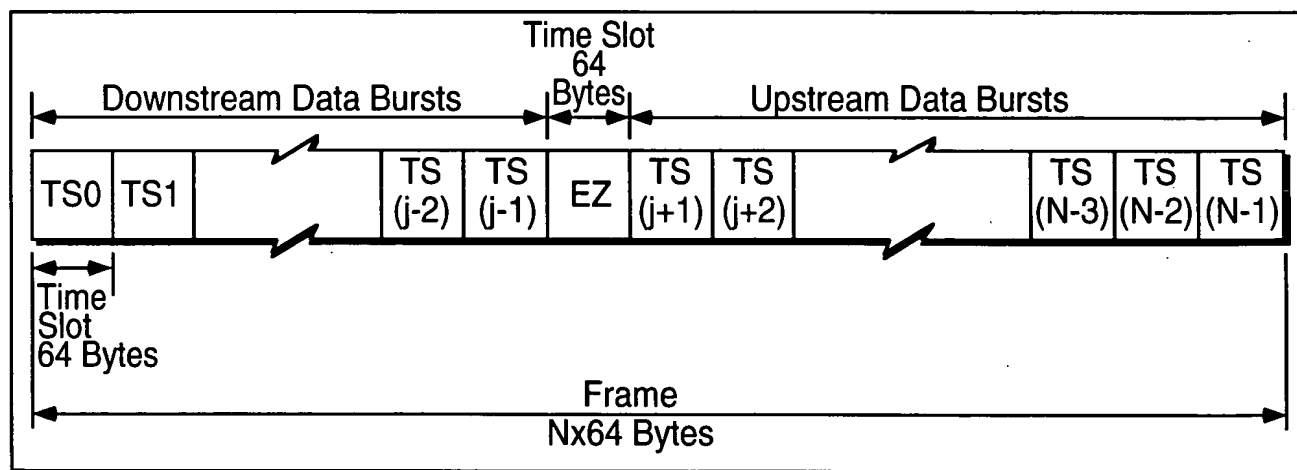 Time Slot
64
Bytes
Downstream Data Bursts
Upstream Data Bursts
TS0
TS1
TS
(j-2)
TS
(j-1)
EZ
TS
(j+1)
TS
(j+2)
TS
(N-3)
TS
(N-2)
TS
(N-1)
Time
Slot
64 Bytes
Frame
Nx64 Bytes